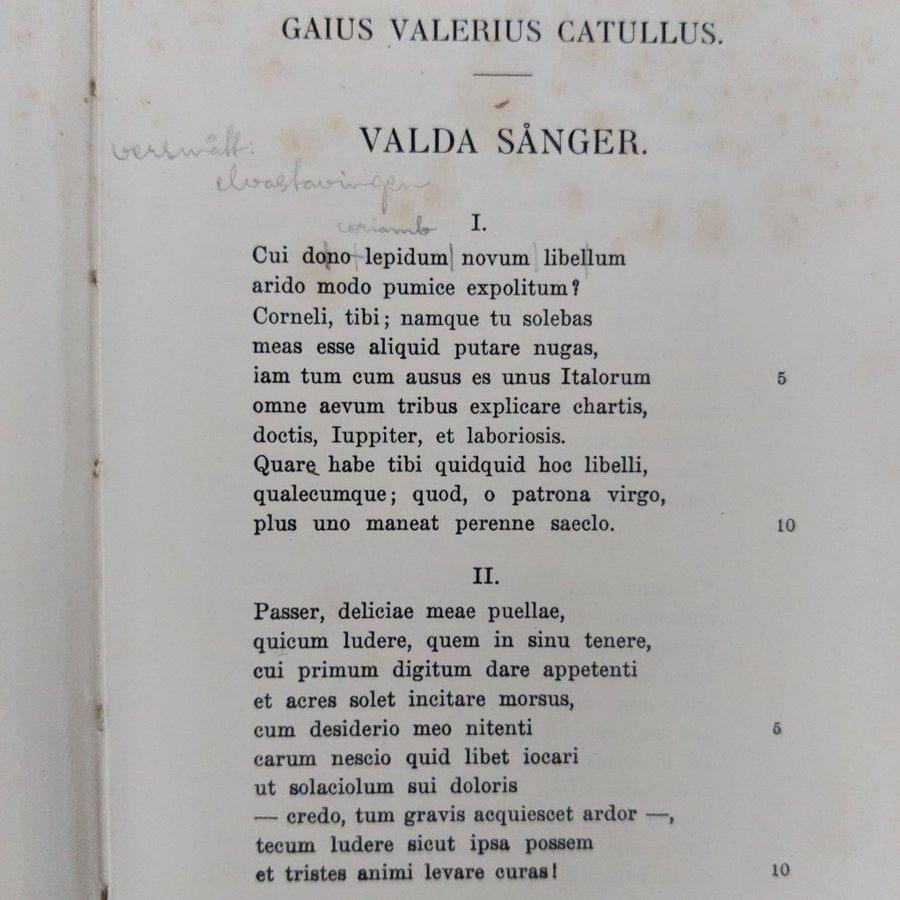 GAIUS VALERIUS CATULLUS.
VALDA SÅNGER.
versmått:
elvastavingen
coriamb
I.
Cui dono lepidum novum libellum
arido modo pumice expolitum?
Corneli, tibi; namque tu solebas
meas esse aliquid putare nugas,
iam tum cum ausus es unus Italorum
5
omne aevum tribus explicare chartis,
doctis, Iuppiter, et laboriosis.
Quare habe tibi quidquid hoc libelli,
qualecumque; quod, o patrona virgo,
plus uno maneat perenne saeclo.
10
II.
Passer, deliciae meae puellae,
quicum ludere, quem in sinu tenere,
cui primum digitum dare appetenti
et acres solet incitare morsus,
cum desiderio meo nitenti
5
carum nescio quid libet iocari
ut solaciolum sui doloris
— credo, tum gravis acquiescet ardor —,
tecum ludere sicut ipsa possem
et tristes animi levare curas!
10